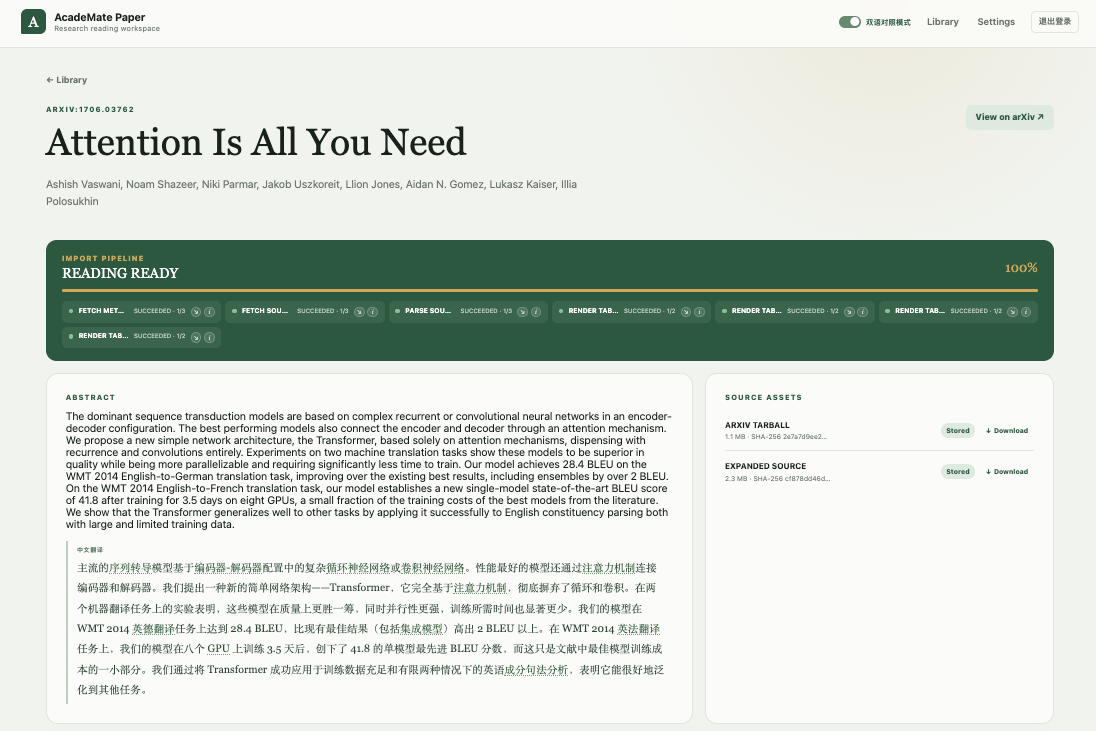 A
AcadeMate Paper
Research reading workspace
双语对照模式
Library
Settings
退出登录
← Library
ARXIV:1706.03762
View on arXiv ↗
Attention Is All You Need
Ashish Vaswani, Noam Shazeer, Niki Parmar, Jakob Uszkoreit, Llion Jones, Aidan N. Gomez, Lukasz Kaiser, Illia
Polosukhin
IMPORT PIPELINE
READING READY
100%
FETCH MET... SUCCEEDED · 1/3 ↘ i
FETCH SOU... SUCCEEDED · 1/3 ↘ i
PARSE SOU... SUCCEEDED · 1/3 ↘ i
RENDER TAB... SUCCEEDED · 1/2 ↘ i
RENDER TAB... SUCCEEDED · 1/2 ↘ i
RENDER TAB... SUCCEEDED · 1/2 ↘ i
RENDER TAB... SUCCEEDED · 1/2 ↘ i
ABSTRACT
The dominant sequence transduction models are based on complex recurrent or convolutional neural networks in an encoder-
decoder configuration. The best performing models also connect the encoder and decoder through an attention mechanism.
We propose a new simple network architecture, the Transformer, based solely on attention mechanisms, dispensing with
recurrence and convolutions entirely. Experiments on two machine translation tasks show these models to be superior in
quality while being more parallelizable and requiring significantly less time to train. Our model achieves 28.4 BLEU on the
WMT 2014 English-to-German translation task, improving over the existing best results, including ensembles by over 2 BLEU.
On the WMT 2014 English-to-French translation task, our model establishes a new single-model state-of-the-art BLEU score
of 41.8 after training for 3.5 days on eight GPUs, a small fraction of the training costs of the best models from the literature.
We show that the Transformer generalizes well to other tasks by applying it successfully to English constituency parsing both
with large and limited training data.
中文翻译
主流的序列转导模型基于编码器-解码器配置中的复杂循环神经网络或卷积神经网络。性能最好的模型还通过注意力机制连接
编码器和解码器。我们提出一种新的简单网络架构——Transformer，它完全基于注意力机制，彻底摒弃了循环和卷积。在两
个机器翻译任务上的实验表明，这些模型在质量上更胜一筹，同时并行性更强，训练所需时间也显著更少。我们的模型在
WMT 2014 英德翻译任务上达到 28.4 BLEU，比现有最佳结果（包括集成模型）高出 2 BLEU 以上。在 WMT 2014 英法翻译
任务上，我们的模型在八个 GPU 上训练 3.5 天后，创下了 41.8 的单模型最先进 BLEU 分数，而这只是文献中最佳模型训练成
本的一小部分。我们通过将 Transformer 成功应用于训练数据充足和有限两种情况下的英语成分句法分析，表明它能很好地泛
化到其他任务。
SOURCE ASSETS
ARXIV TARBALL
1.1 MB · SHA-256 2e7a7d9ee2...
Stored
↓ Download
EXPANDED SOURCE
2.3 MB · SHA-256 cf878dd46d...
Stored
↓ Download